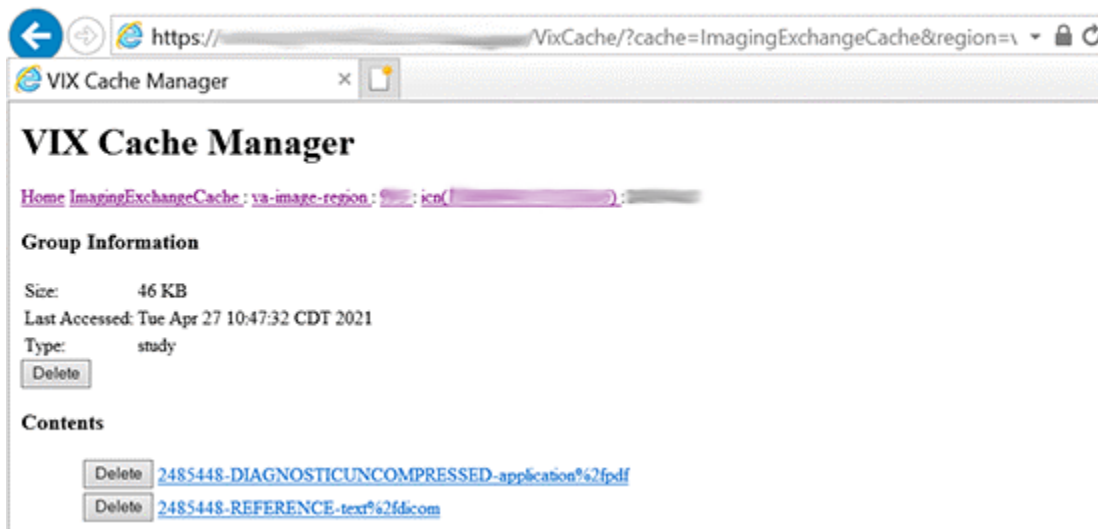 https:// /VixCache/?cache=ImagingExchangeCache&region=v
VIX Cache Manager
VIX Cache Manager
Home ImagingExchangeCache : va-image-region : : icn( ) :
Group Information
Size: 46 KB
Last Accessed: Tue Apr 27 10:47:32 CDT 2021
Type: study
Delete
Contents
Delete 2485448-DIAGNOSTICUNCOMPRESSED-application%2fpdf
Delete 2485448-REFERENCE-text%2fdicom